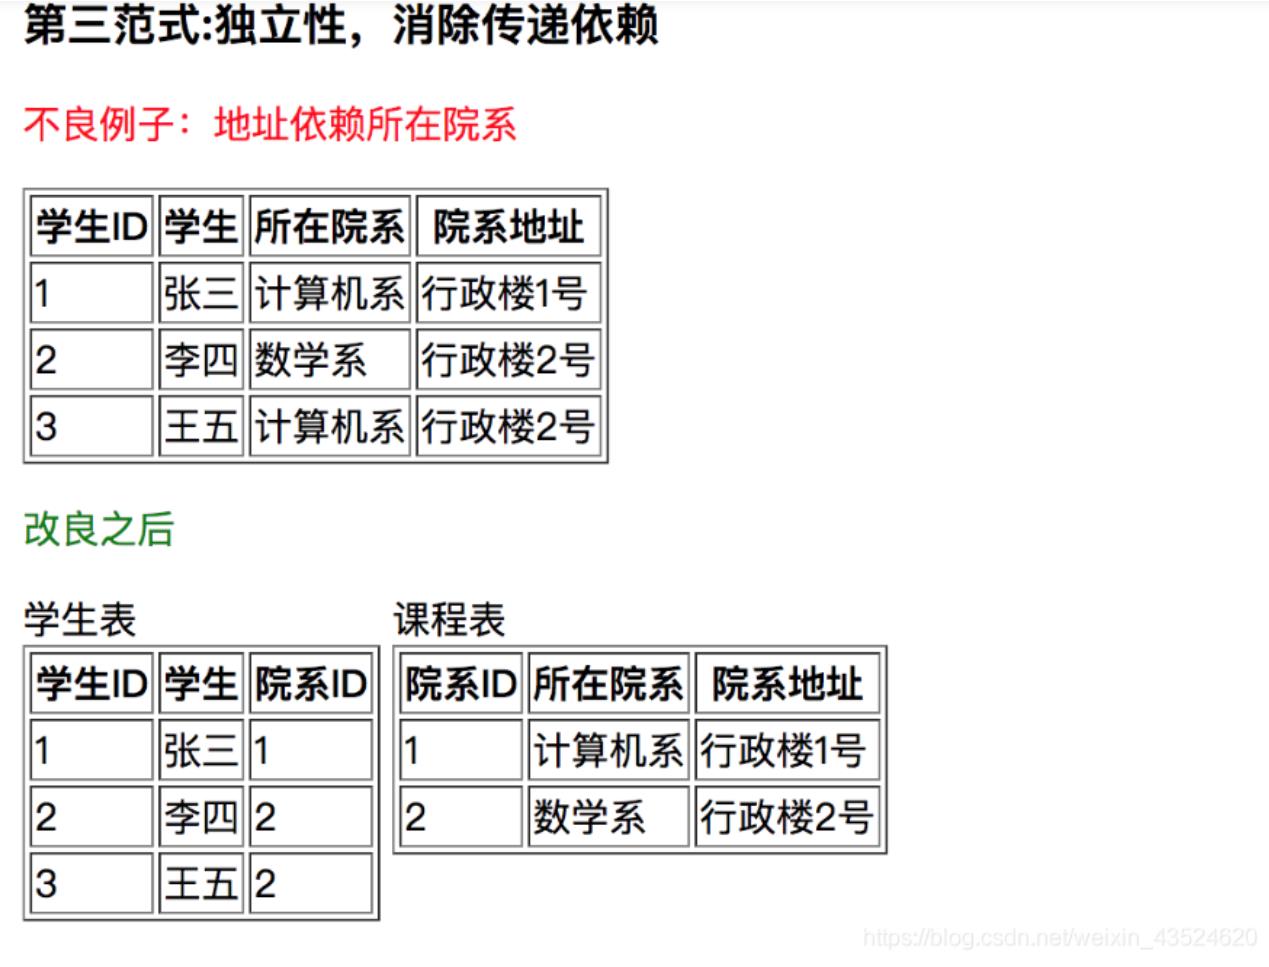 第三范式:独立性，消除传递依赖
不良例子：地址依赖所在院系
学生ID 学生 所在院系 院系地址
1 张三 计算机系 行政楼1号
2 李四 数学系 行政楼2号
3 王五 计算机系 行政楼2号
改良之后
学生表 课程表
学生ID 学生 院系ID 院系ID 所在院系 院系地址
1 张三 1 1 计算机系 行政楼1号
2 李四 2 2 数学系 行政楼2号
3 王五 2
https://blog.csdn.net/weixin_43524620